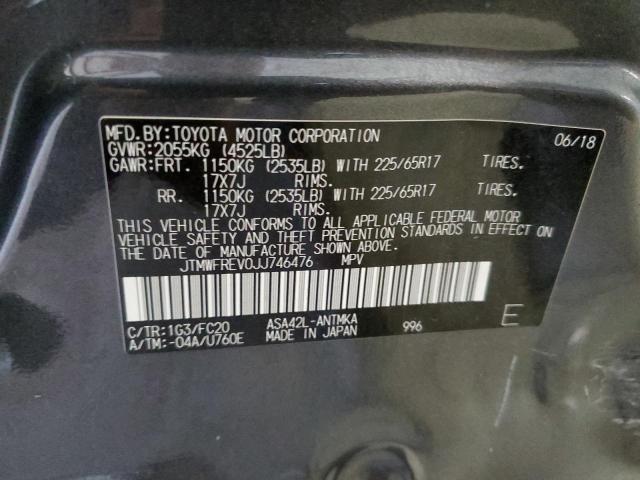 MFD.BY:TOYOTA MOTOR CORPORATION 06/18
GVWR:2055KG (4525LB)
GAWR:FRT. 1150KG (2535LB) WITH 225/65R17 TIRES.
17X7J RIMS.
RR. 1150KG (2535LB) WITH 225/65R17 TIRES.
17X7J RIMS.
THIS VEHICLE CONFORMS TO ALL APPLICABLE FEDERAL MOTOR
VEHICLE SAFETY AND THEFT PREVENTION STANDARDS IN EFFECT ON
THE DATE OF MANUFACTURE SHOWN ABOVE.
JTMWFREV0JJ746476 MPV
C/TR:1G3/FC20 ASA42L-ANTMKA 996 E
A/TM:-04A/U760E MADE IN JAPAN